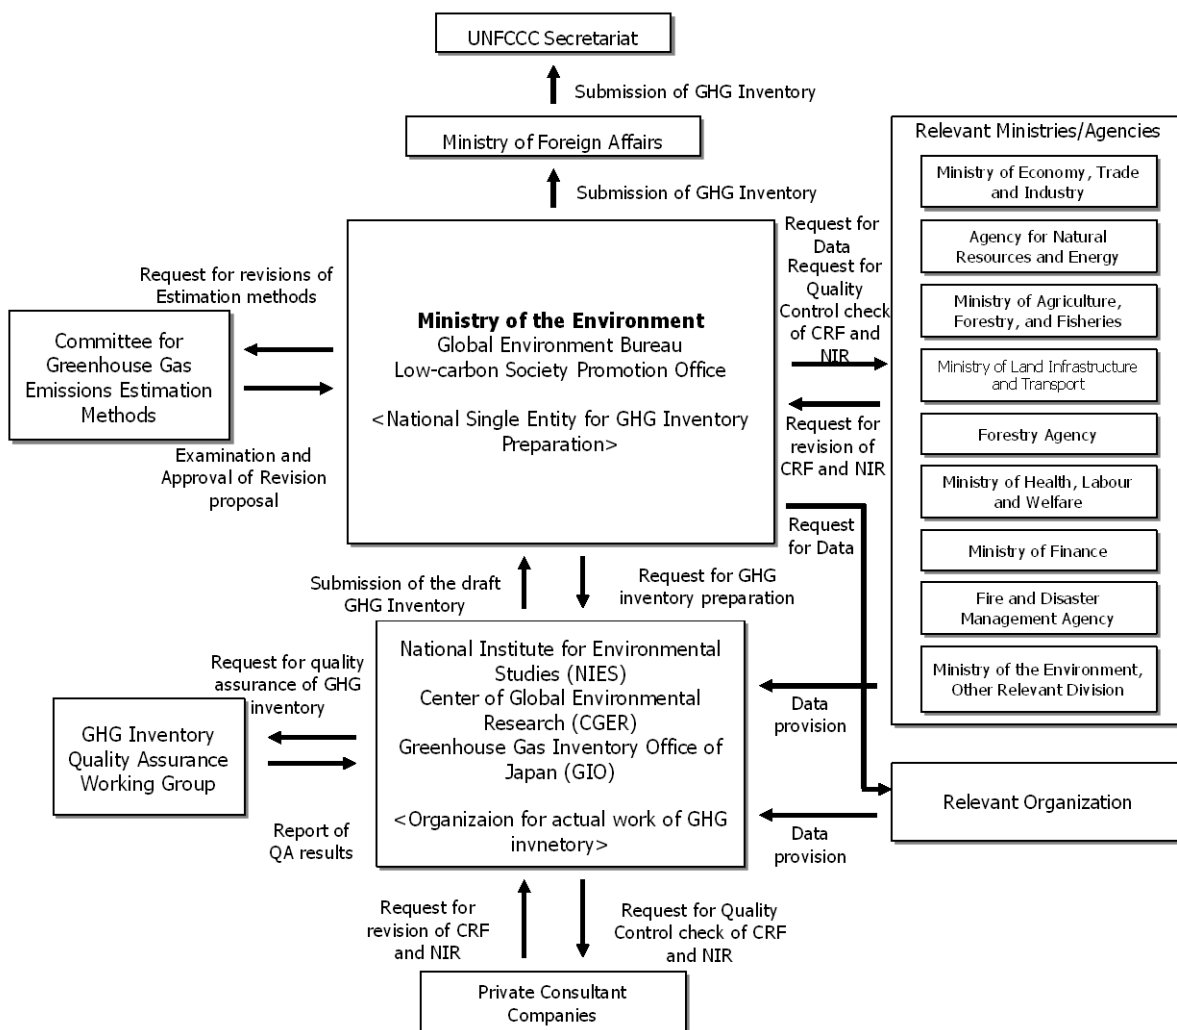 UNFCCC Secretariat
Submission of GHG Inventory
Ministry of Foreign Affairs
Submission of GHG Inventory
Request for revisions of
Estimation methods
Committee for
Greenhouse Gas
Emissions Estimation
Methods
Examination and
Approval of Revision
proposal
Ministry of the Environment
Global Environment Bureau
Low-carbon Society Promotion Office
<National Single Entity for GHG Inventory
Preparation>
Request for
Data
Request for
Quality
Control check
of CRF and
NIR
Request for
revision of
CRF and NIR
Request
for Data
Relevant Ministries/Agencies
Ministry of Economy, Trade
and Industry
Agency for Natural
Resources and Energy
Ministry of Agriculture,
Forestry, and Fisheries
Ministry of Land Infrastructure
and Transport
Forestry Agency
Ministry of Health, Labour
and Welfare
Ministry of Finance
Fire and Disaster
Management Agency
Ministry of the Environment,
Other Relevant Division
Submission of the draft
GHG Inventory
Request for GHG
inventory preparation
Request for quality
assurance of GHG
inventory
GHG Inventory
Quality Assurance
Working Group
Report of
QA results
National Institute for Environmental
Studies (NIES)
Center of Global Environmental
Research (CGER)
Greenhouse Gas Inventory Office of
Japan (GIO)
<Organizaion for actual work of GHG
invnetory>
Data
provision
Data
provision
Relevant Organization
Request for
revision of CRF
and NIR
Request for Quality
Control check of CRF
and NIR
Private Consultant
Companies